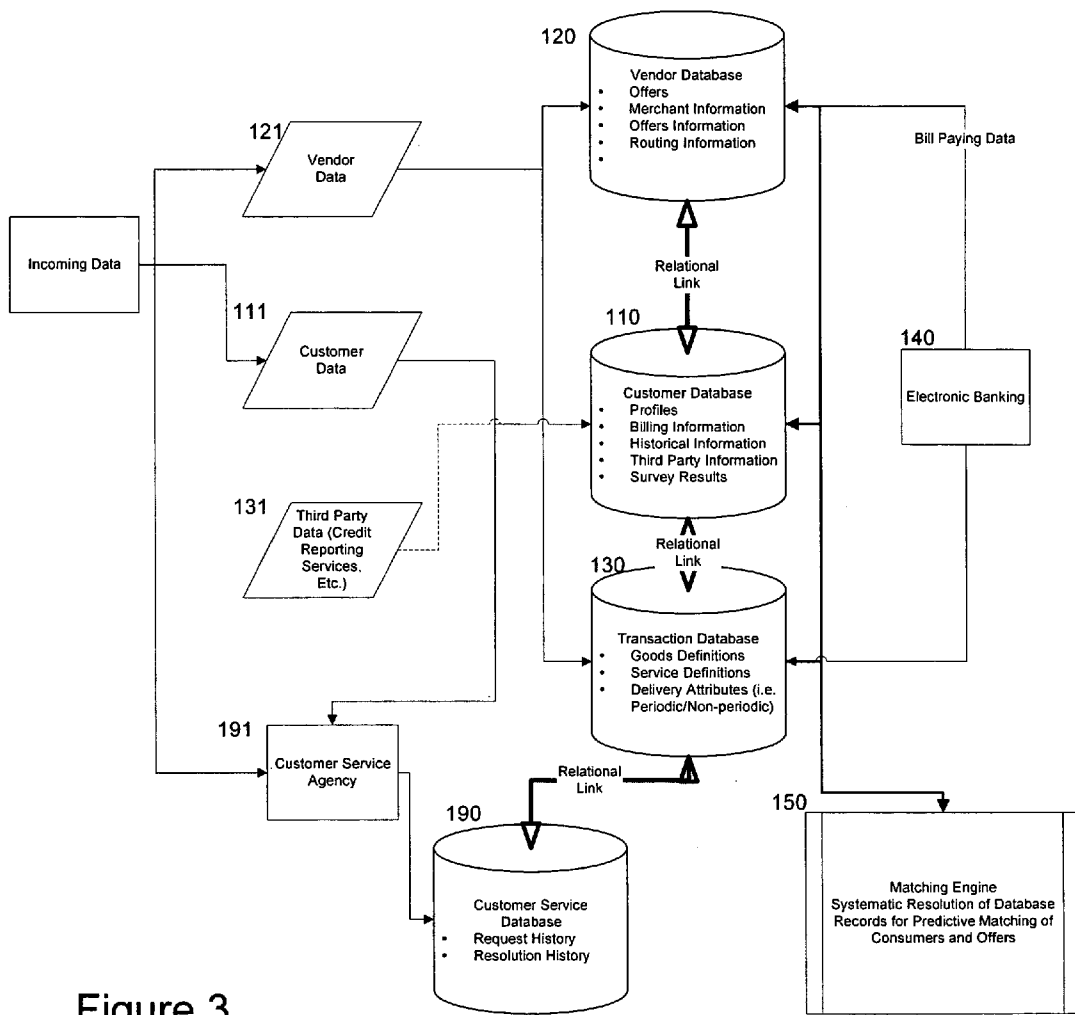 120
Vendor Database
• Offers
• Merchant Information
• Offers Information
• Routing Information
•
121
Vendor
Data
Bill Paying Data
Incoming Data
Relational
Link
111
Customer
Data
110
Customer Database
• Profiles
• Billing Information
• Historical Information
• Third Party Information
• Survey Results
140
Electronic Banking
131
Third Party
Data (Credit
Reporting
Services,
Etc.)
Relational
Link
130
Transaction Database
• Goods Definitions
• Service Definitions
• Delivery Attributes (i.e.
Periodic/Non-periodic)
191
Customer Service
Agency
Relational
Link
190
Customer Service
Database
• Request History
• Resolution History
150
Matching Engine
Systematic Resolution of Database
Records for Predictive Matching of
Consumers and Offers
Figure 3